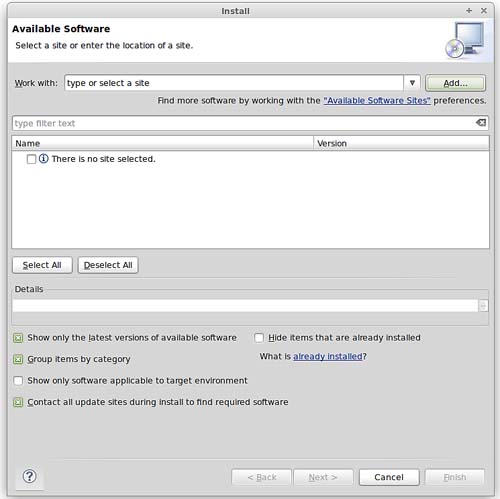 Install
Available Software
Select a site or enter the location of a site.
Work with: type or select a site Add...
Find more software by working with the "Available Software Sites" preferences.
type filter text
Name Version
There is no site selected.
Select All Deselect All
Details
Show only the latest versions of available software Hide items that are already installed
Group items by category What is already installed?
Show only software applicable to target environment
Contact all update sites during install to find required software
? < Back Next > Cancel Finish